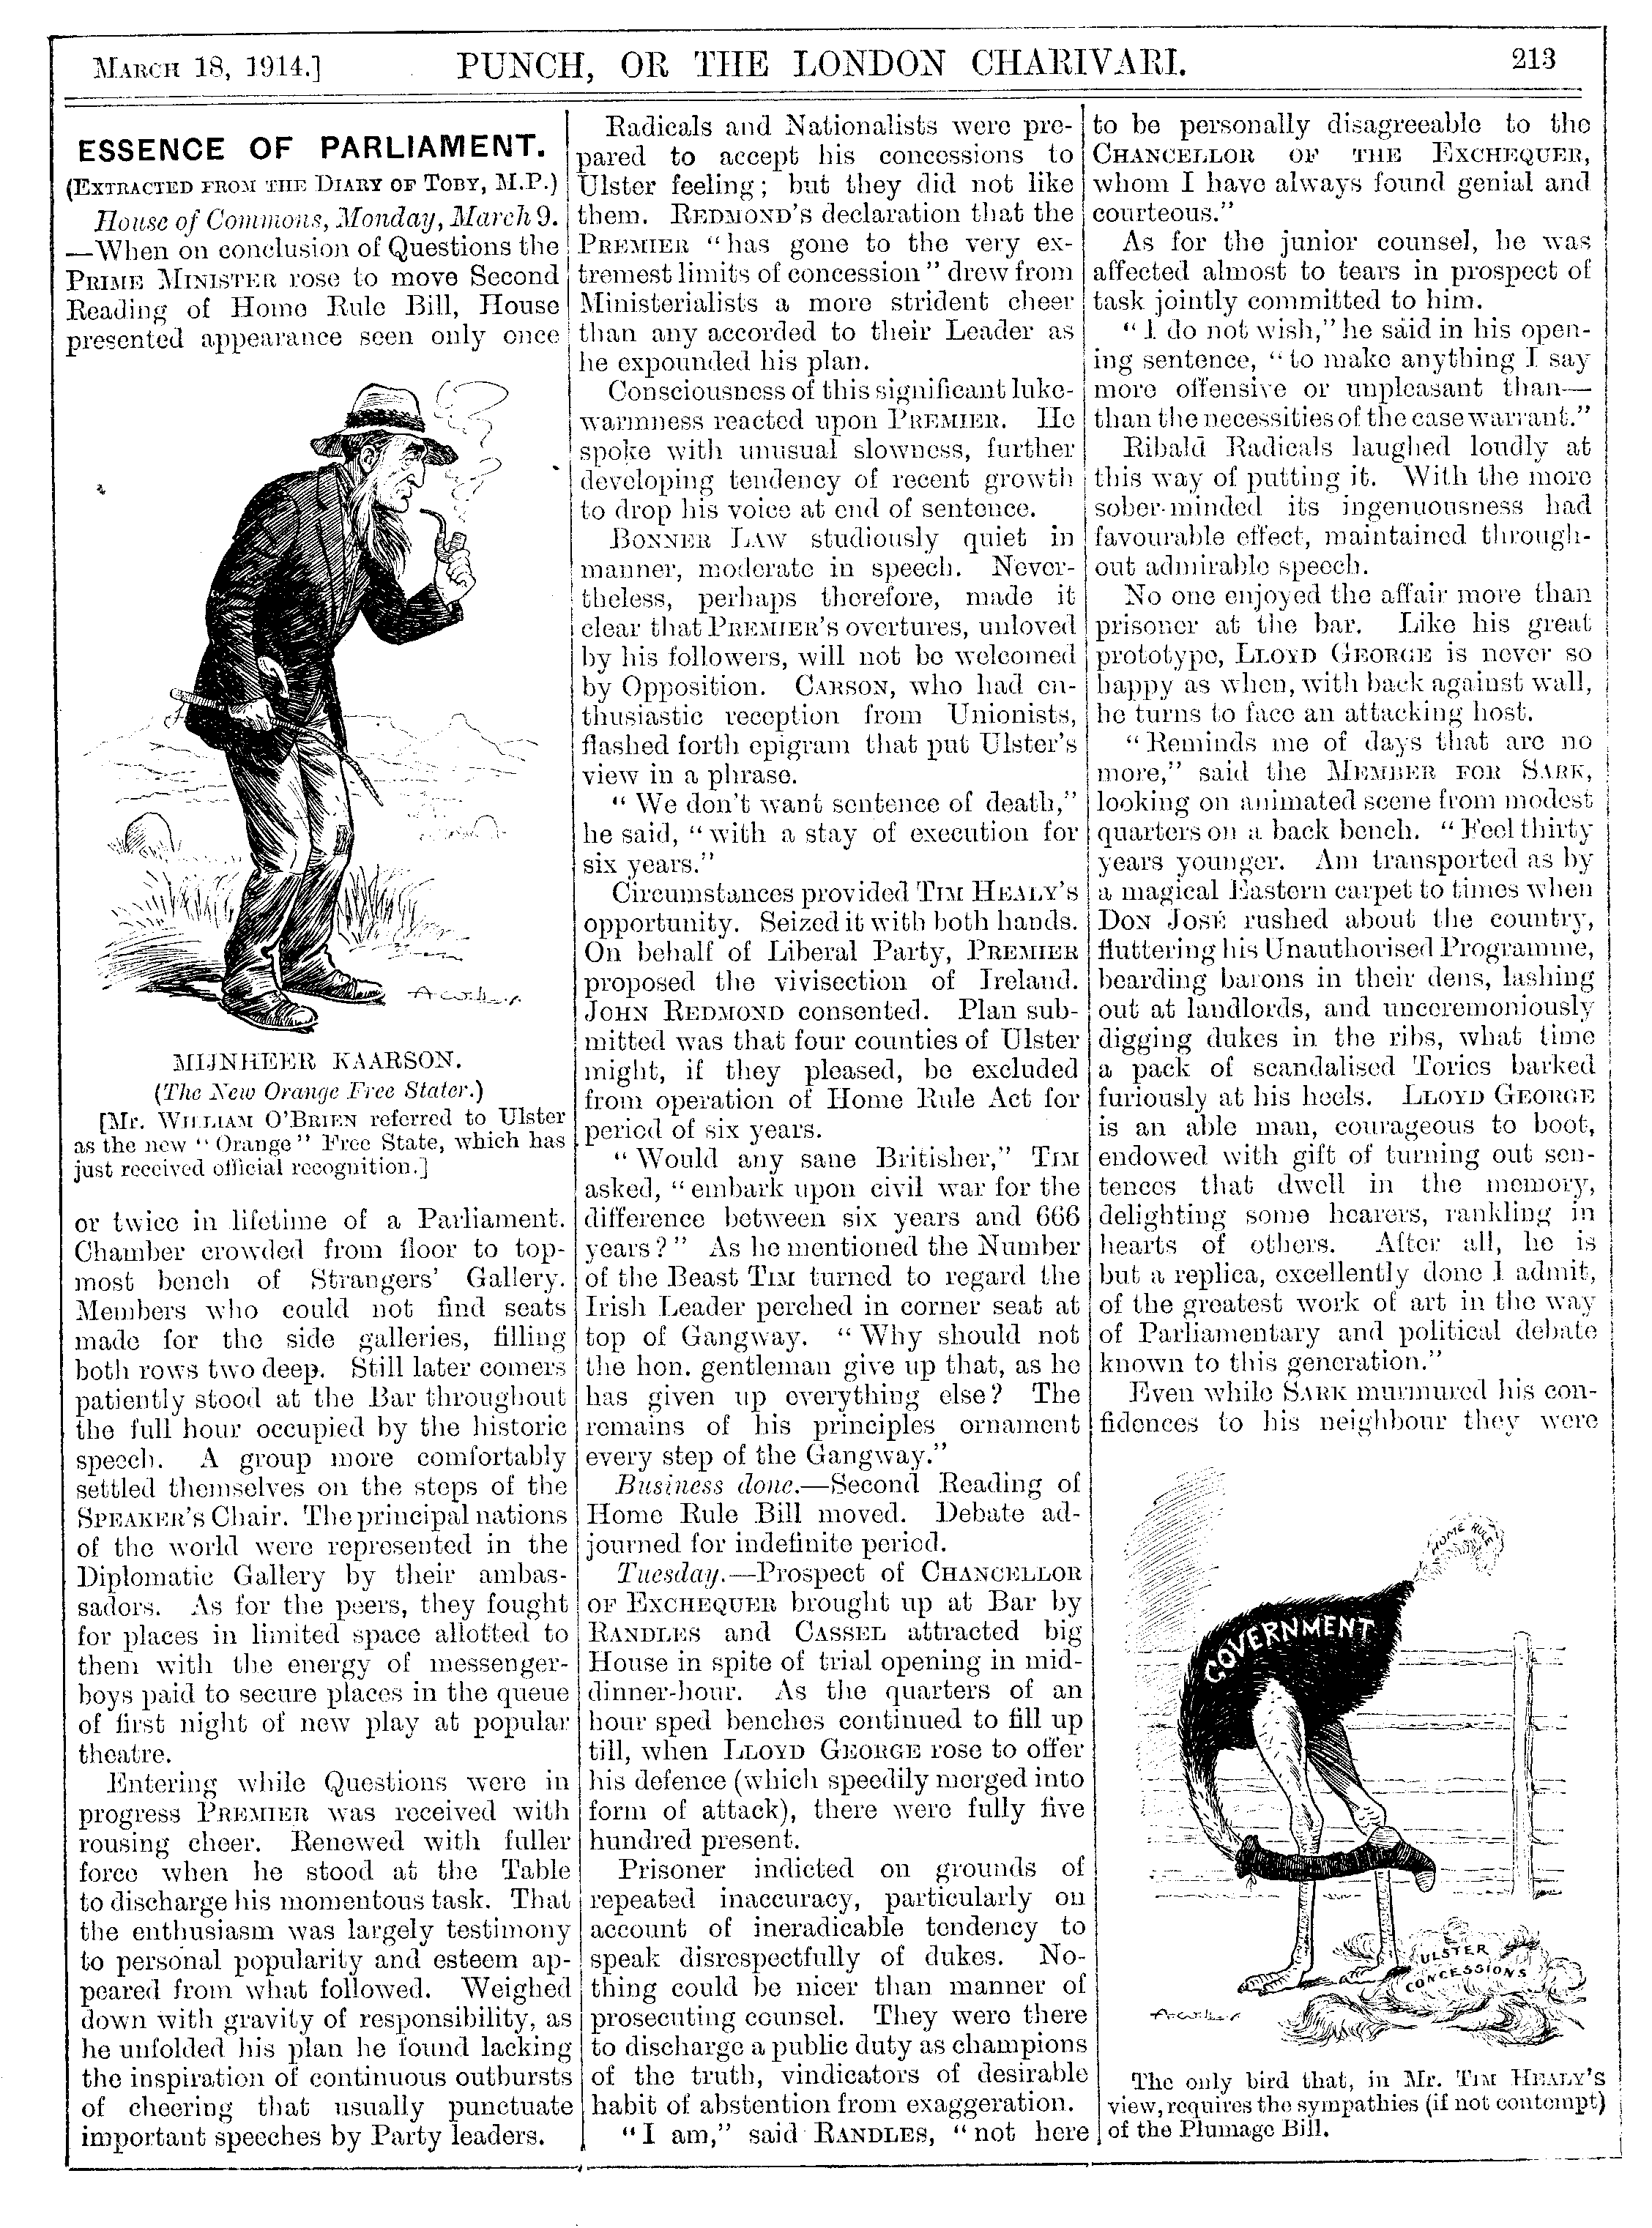 MARCH 18, 1914.]
PUNCH, OR THE LONDON CHARIVARI.
213
ESSENCE OF PARLIAMENT.
(EXTRACTED FROM THE DIARY OF TOBY, M.P.)
House of Commons, Monday, March 9.
—When on conclusion of Questions the
PRIME MINISTER rose to move Second
Reading of Home Rule Bill, House
presented appearance seen only once
MIJNHEER KAARSON.
(The New Orange Free Stater.)
[Mr. WILLIAM O'BRIEN referred to Ulster
as the new "Orange" Free State, which has
just received official recognition.]
or twice in lifetime of a Parliament.
Chamber crowded from floor to top-
most bench of Strangers' Gallery.
Members who could not find seats
made for the side galleries, filling
both rows two deep. Still later comers
patiently stood at the Bar throughout
the full hour occupied by the historic
speech. A group more comfortably
settled themselves on the steps of the
SPEAKER'S Chair. The principal nations
of the world were represented in the
Diplomatic Gallery by their ambas-
sadors. As for the peers, they fought
for places in limited space allotted to
them with the energy of messenger-
boys paid to secure places in the queue
of first night of new play at popular
theatre.
Entering while Questions were in
progress PREMIER was received with
rousing cheer. Renewed with fuller
force when he stood at the Table
to discharge his momentous task. That
the enthusiasm was largely testimony
to personal popularity and esteem ap-
peared from what followed. Weighed
down with gravity of responsibility, as
he unfolded his plan he found lacking
the inspiration of continuous outbursts
of cheering that usually punctuate
important speeches by Party leaders.
Radicals and Nationalists were pre-
pared to accept his concessions to
Ulster feeling; but they did not like
them. REDMOND'S declaration that the
PREMIER "has gone to the very ex-
tremest limits of concession" drew from
Ministerialists a more strident cheer
than any accorded to their Leader as
he expounded his plan.
Consciousness of this significant luke-
warmness reacted upon PREMIER. He
spoke with unusual slowness, further
developing tendency of recent growth
to drop his voice at end of sentence.
BONNER LAW studiously quiet in
manner, moderate in speech. Never-
theless, perhaps therefore, made it
clear that PREMIER'S overtures, unloved
by his followers, will not be welcomed
by Opposition. CARSON, who had en-
thusiastic reception from Unionists,
flashed forth epigram that put Ulster's
view in a phrase.
"We don't want sentence of death,"
he said, "with a stay of execution for
six years."
Circumstances provided TIM HEALY'S
opportunity. Seized it with both hands.
On behalf of Liberal Party, PREMIER
proposed the vivisection of Ireland.
JOHN REDMOND consented. Plan sub-
mitted was that four counties of Ulster
might, if they pleased, be excluded
from operation of Home Rule Act for
period of six years.
"Would any sane Britisher," TIM
asked, "embark upon civil war for the
difference between six years and 666
years?" As he mentioned the Number
of the Beast TIM turned to regard the
Irish Leader perched in corner seat at
top of Gangway. "Why should not
the hon. gentleman give up that, as he
has given up everything else? The
remains of his principles ornament
every step of the Gangway."
Business done.—Second Reading of
Home Rule Bill moved. Debate ad-
journed for indefinite period.
Tuesday.—Prospect of CHANCELLOR
OF EXCHEQUER brought up at Bar by
RANDLES and CASSEL attracted big
House in spite of trial opening in mid-
dinner-hour. As the quarters of an
hour sped benches continued to fill up
till, when LLOYD GEORGE rose to offer
his defence (which speedily merged into
form of attack), there were fully five
hundred present.
Prisoner indicted on grounds of
repeated inaccuracy, particularly on
account of ineradicable tendency to
speak disrespectfully of dukes. No-
thing could be nicer than manner of
prosecuting counsel. They were there
to discharge a public duty as champions
of the truth, vindicators of desirable
habit of abstention from exaggeration.
"I am," said RANDLES, "not here
to be personally disagreeable to the
CHANCELLOR OF THE EXCHEQUER,
whom I have always found genial and
courteous."
As for the junior counsel, he was
affected almost to tears in prospect of
task jointly committed to him.
"I do not wish," he said in his open-
ing sentence, "to make anything I say
more offensive or unpleasant than—
than the necessities of the case warrant."
Ribald Radicals laughed loudly at
this way of putting it. With the more
sober-minded its ingenuousness had
favourable effect, maintained through-
out admirable speech.
No one enjoyed the affair more than
prisoner at the bar. Like his great
prototype, LLOYD GEORGE is never so
happy as when, with back against wall,
he turns to face an attacking host.
"Reminds me of days that are no
more," said the MEMBER FOR SARK,
looking on animated scene from modest
quarters on a back bench. "Feel thirty
years younger. Am transported as by
a magical Eastern carpet to times when
DON JOSÉ rushed about the country,
fluttering his Unauthorised Programme,
bearding barons in their dens, lashing
out at landlords, and unceremoniously
digging dukes in the ribs, what time
a pack of scandalised Tories barked
furiously at his heels. LLOYD GEORGE
is an able man, courageous to boot,
endowed with gift of turning out sen-
tences that dwell in the memory,
delighting some hearers, rankling in
hearts of others. After all, he is
but a replica, excellently done I admit,
of the greatest work of art in the way
of Parliamentary and political debate
known to this generation."
Even while SARK murmured his con-
fidences to his neighbour they were
HOME RULE
GOVERNMENT
ULSTER
CONCESSIONS
The only bird that, in Mr. TIM HEALY'S
view, requires the sympathies (if not contempt)
of the Plumage Bill.